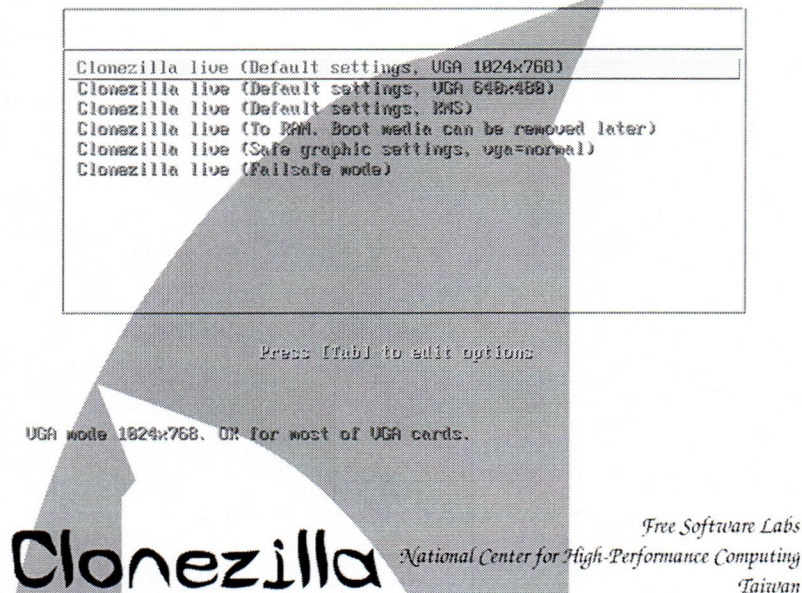 Clonezilla live (Default settings, VGA 1024x768)
Clonezilla live (Default settings, VGA 640x480)
Clonezilla live (Default settings, KMS)
Clonezilla live (To RAM. Boot media can be removed later)
Clonezilla live (Safe graphic settings, vga=normal)
Clonezilla live (Failsafe mode)
Press [Tab] to edit options
VGA mode 1024x768. OK for most of VGA cards.
Clonezilla
Free Software Labs
National Center for High-Performance Computing
Taiwan